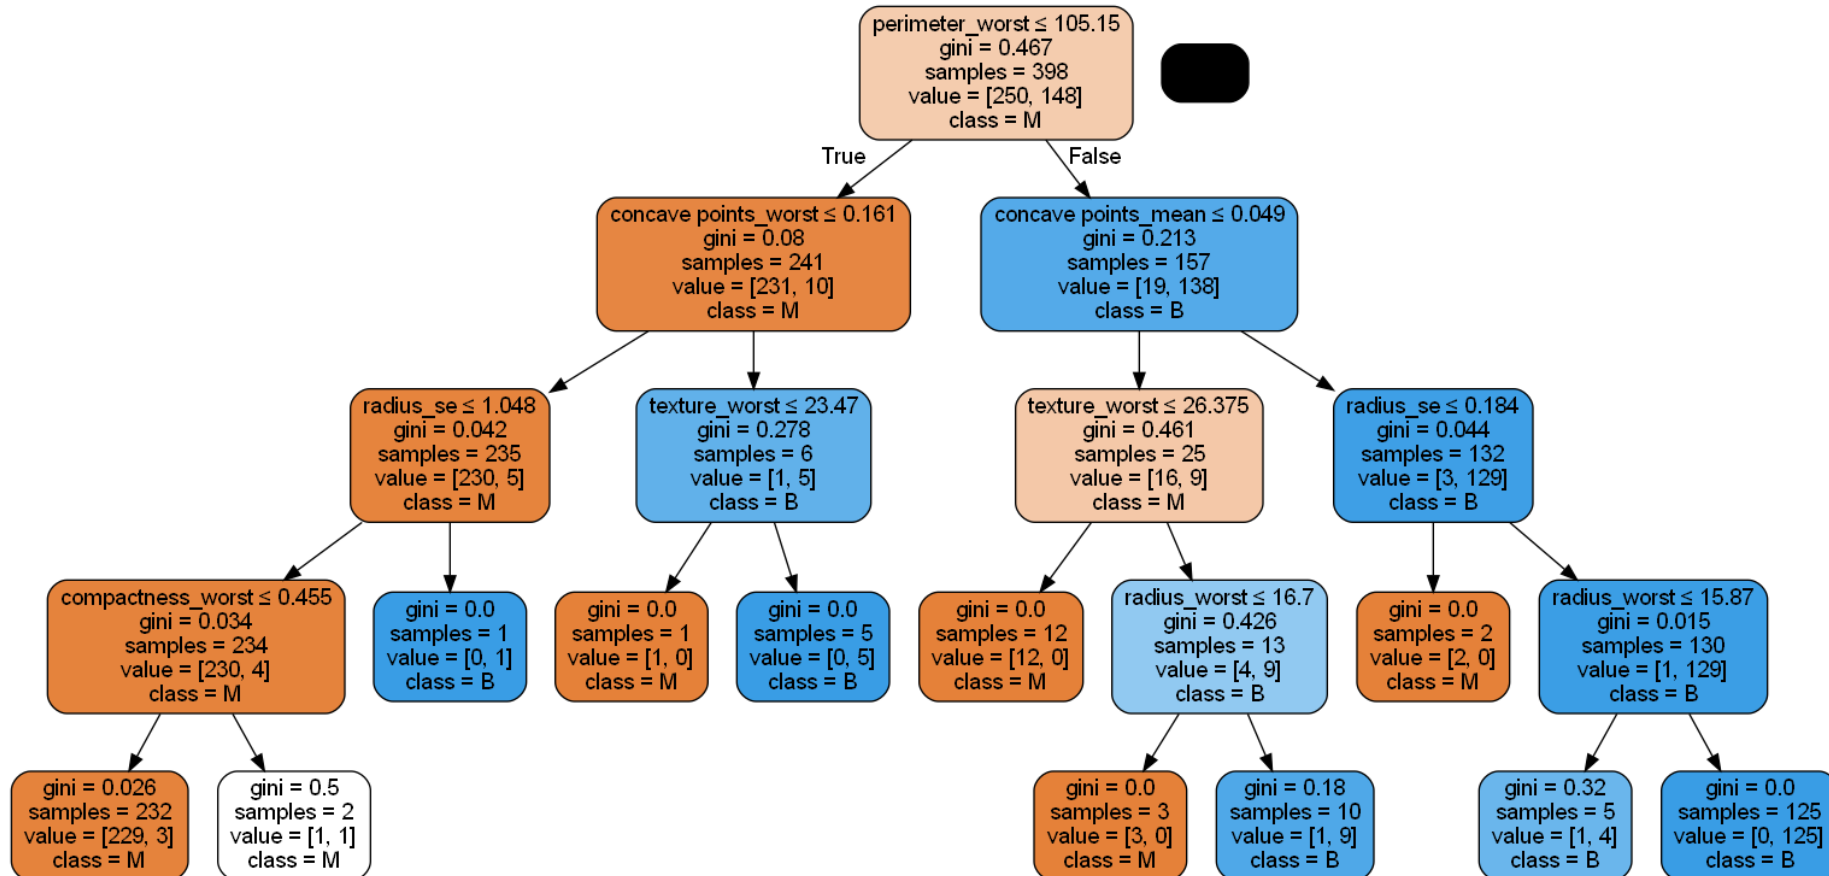 perimeter_worst ≤ 105.15
gini = 0.467
samples = 398
value = [250, 148]
class = M
True
False
concave points_worst ≤ 0.161
gini = 0.08
samples = 241
value = [231, 10]
class = M
concave points_mean ≤ 0.049
gini = 0.213
samples = 157
value = [19, 138]
class = B
radius_se ≤ 1.048
gini = 0.042
samples = 235
value = [230, 5]
class = M
texture_worst ≤ 23.47
gini = 0.278
samples = 6
value = [1, 5]
class = B
texture_worst ≤ 26.375
gini = 0.461
samples = 25
value = [16, 9]
class = M
radius_se ≤ 0.184
gini = 0.044
samples = 132
value = [3, 129]
class = B
compactness_worst ≤ 0.455
gini = 0.034
samples = 234
value = [230, 4]
class = M
gini = 0.0
samples = 1
value = [0, 1]
class = B
gini = 0.0
samples = 1
value = [1, 0]
class = M
gini = 0.0
samples = 5
value = [0, 5]
class = B
gini = 0.0
samples = 12
value = [12, 0]
class = M
radius_worst ≤ 16.7
gini = 0.426
samples = 13
value = [4, 9]
class = B
gini = 0.0
samples = 2
value = [2, 0]
class = M
radius_worst ≤ 15.87
gini = 0.015
samples = 130
value = [1, 129]
class = B
gini = 0.026
samples = 232
value = [229, 3]
class = M
gini = 0.5
samples = 2
value = [1, 1]
class = M
gini = 0.0
samples = 3
value = [3, 0]
class = M
gini = 0.18
samples = 10
value = [1, 9]
class = B
gini = 0.32
samples = 5
value = [1, 4]
class = B
gini = 0.0
samples = 125
value = [0, 125]
class = B